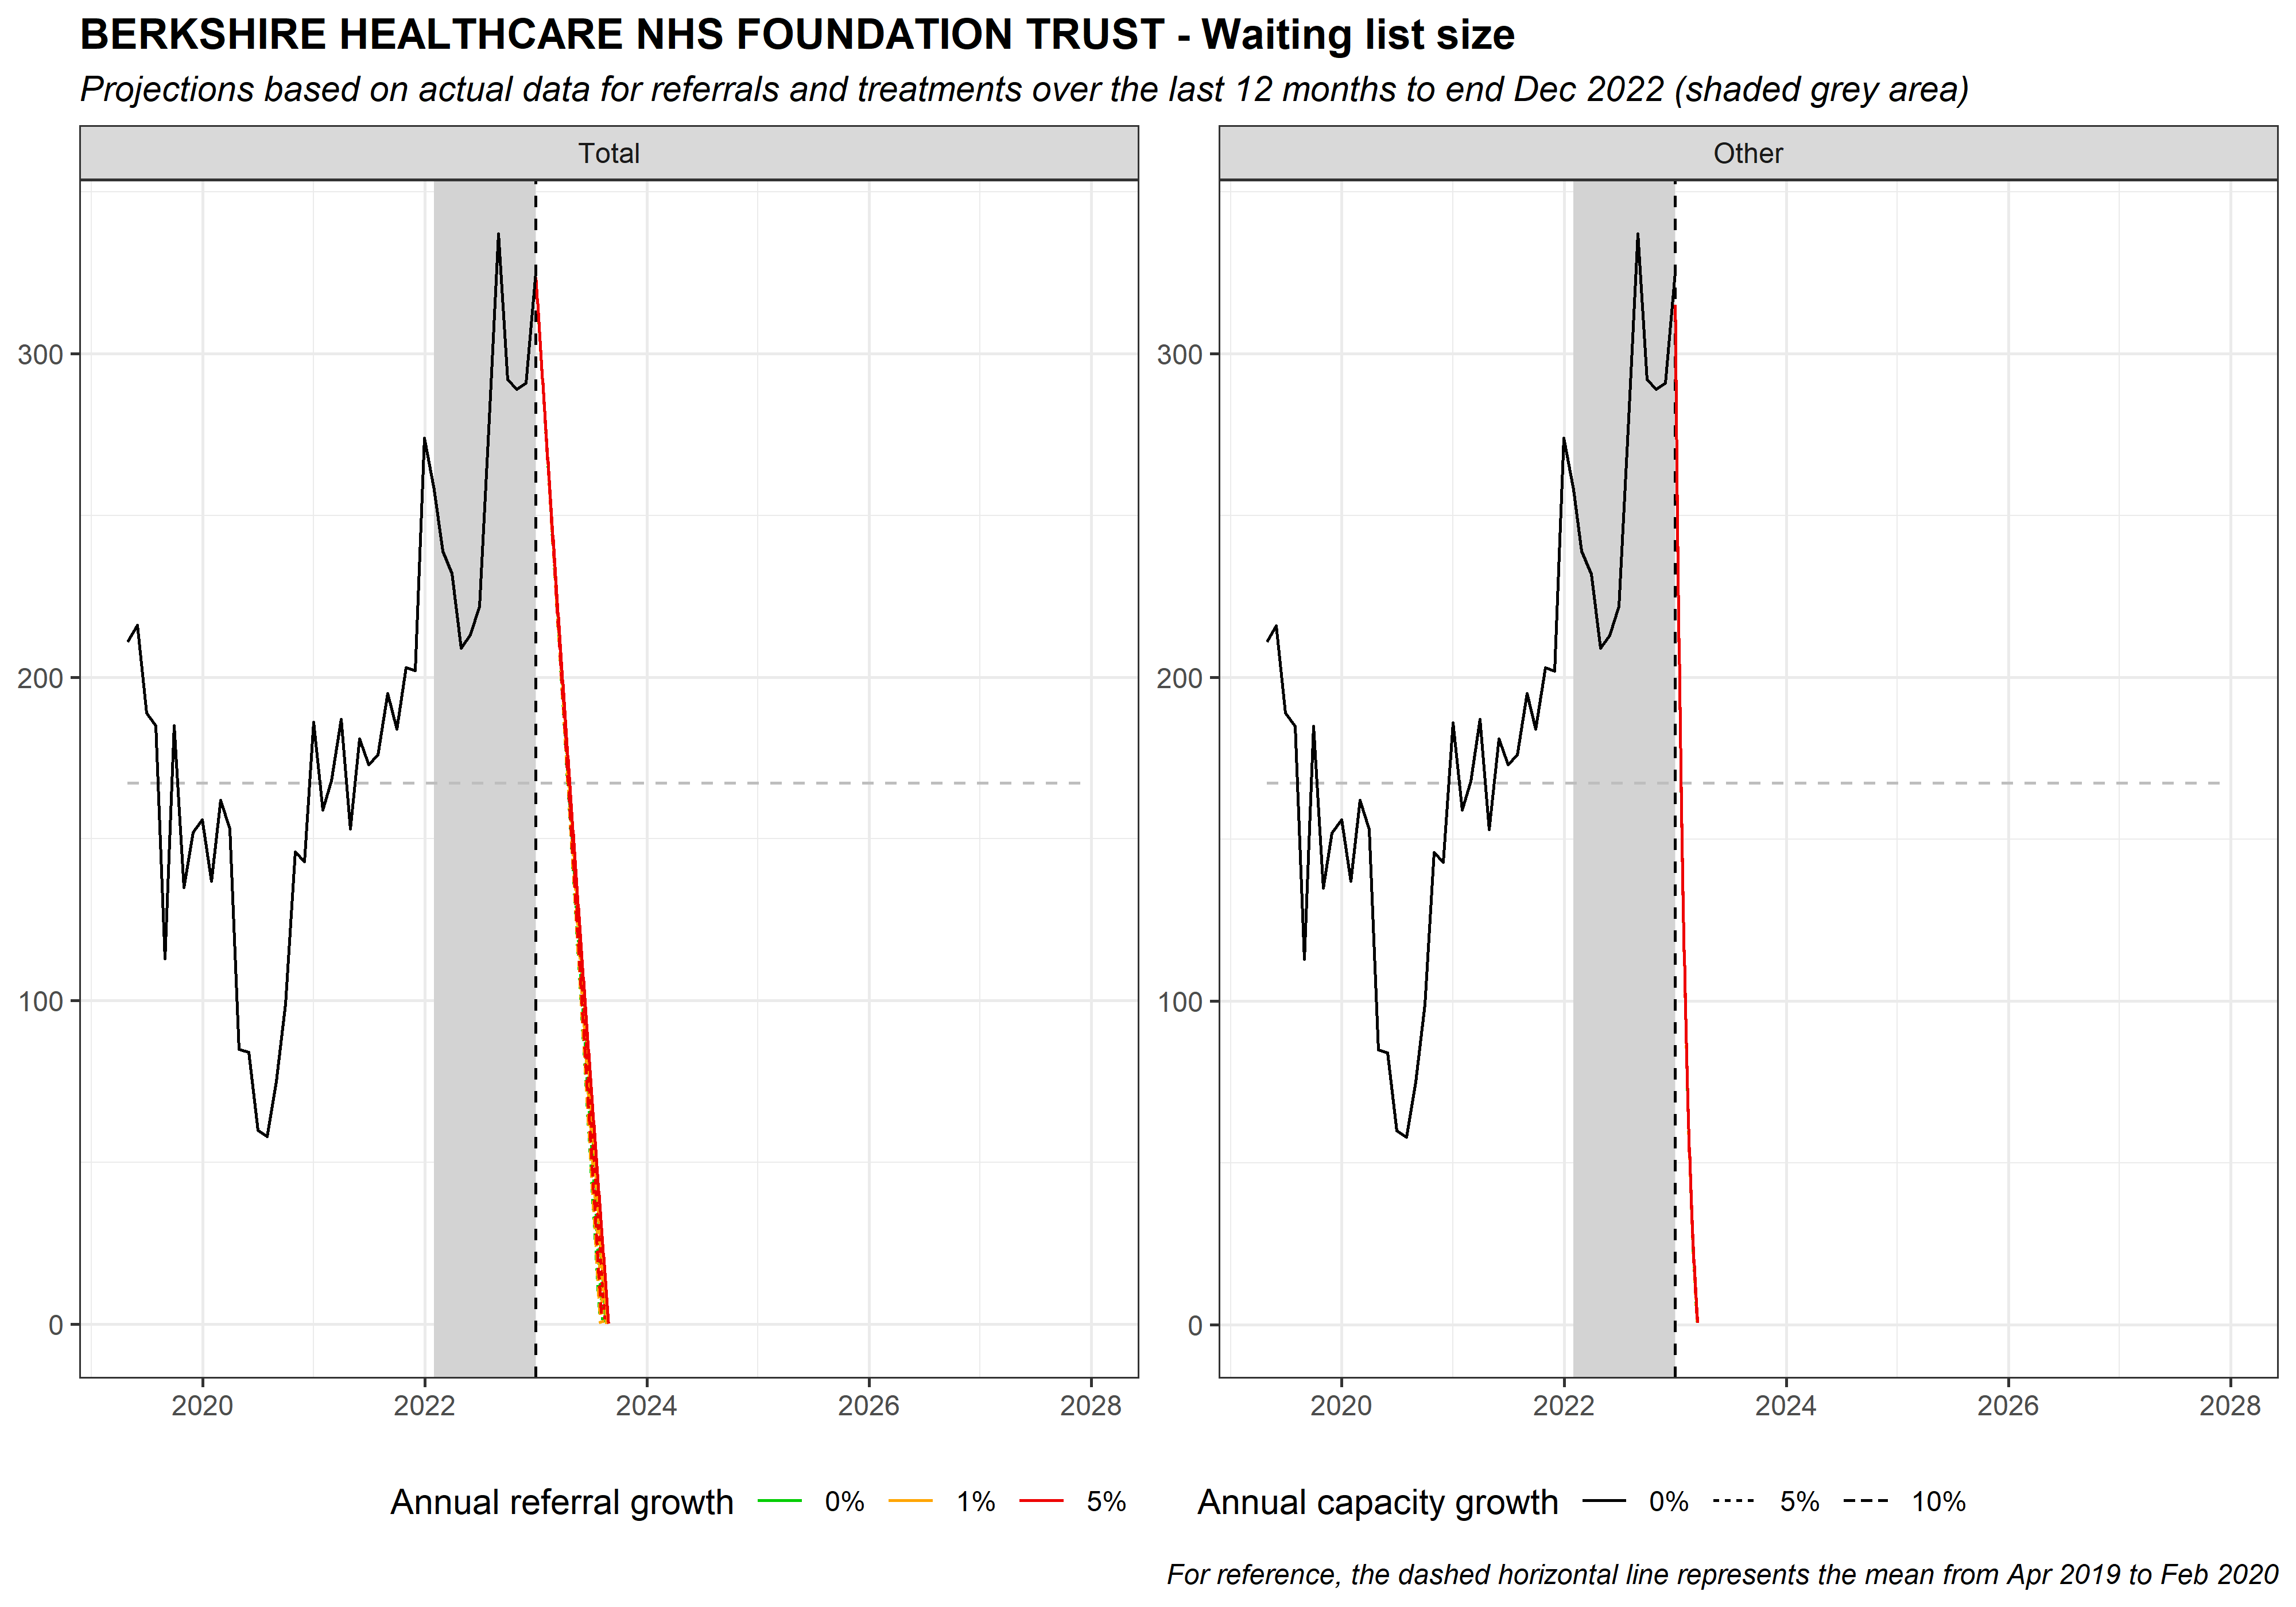 BERKSHIRE HEALTHCARE NHS FOUNDATION TRUST - Waiting list size
Projections based on actual data for referrals and treatments over the last 12 months to end Dec 2022 (shaded grey area)
Total
Other
300
200
100
0
300
200
100
0
2020 2022 2024 2026 2028
2020 2022 2024 2026 2028
Annual referral growth 0% 1% 5%
Annual capacity growth 0% 5% 10%
For reference, the dashed horizontal line represents the mean from Apr 2019 to Feb 2020